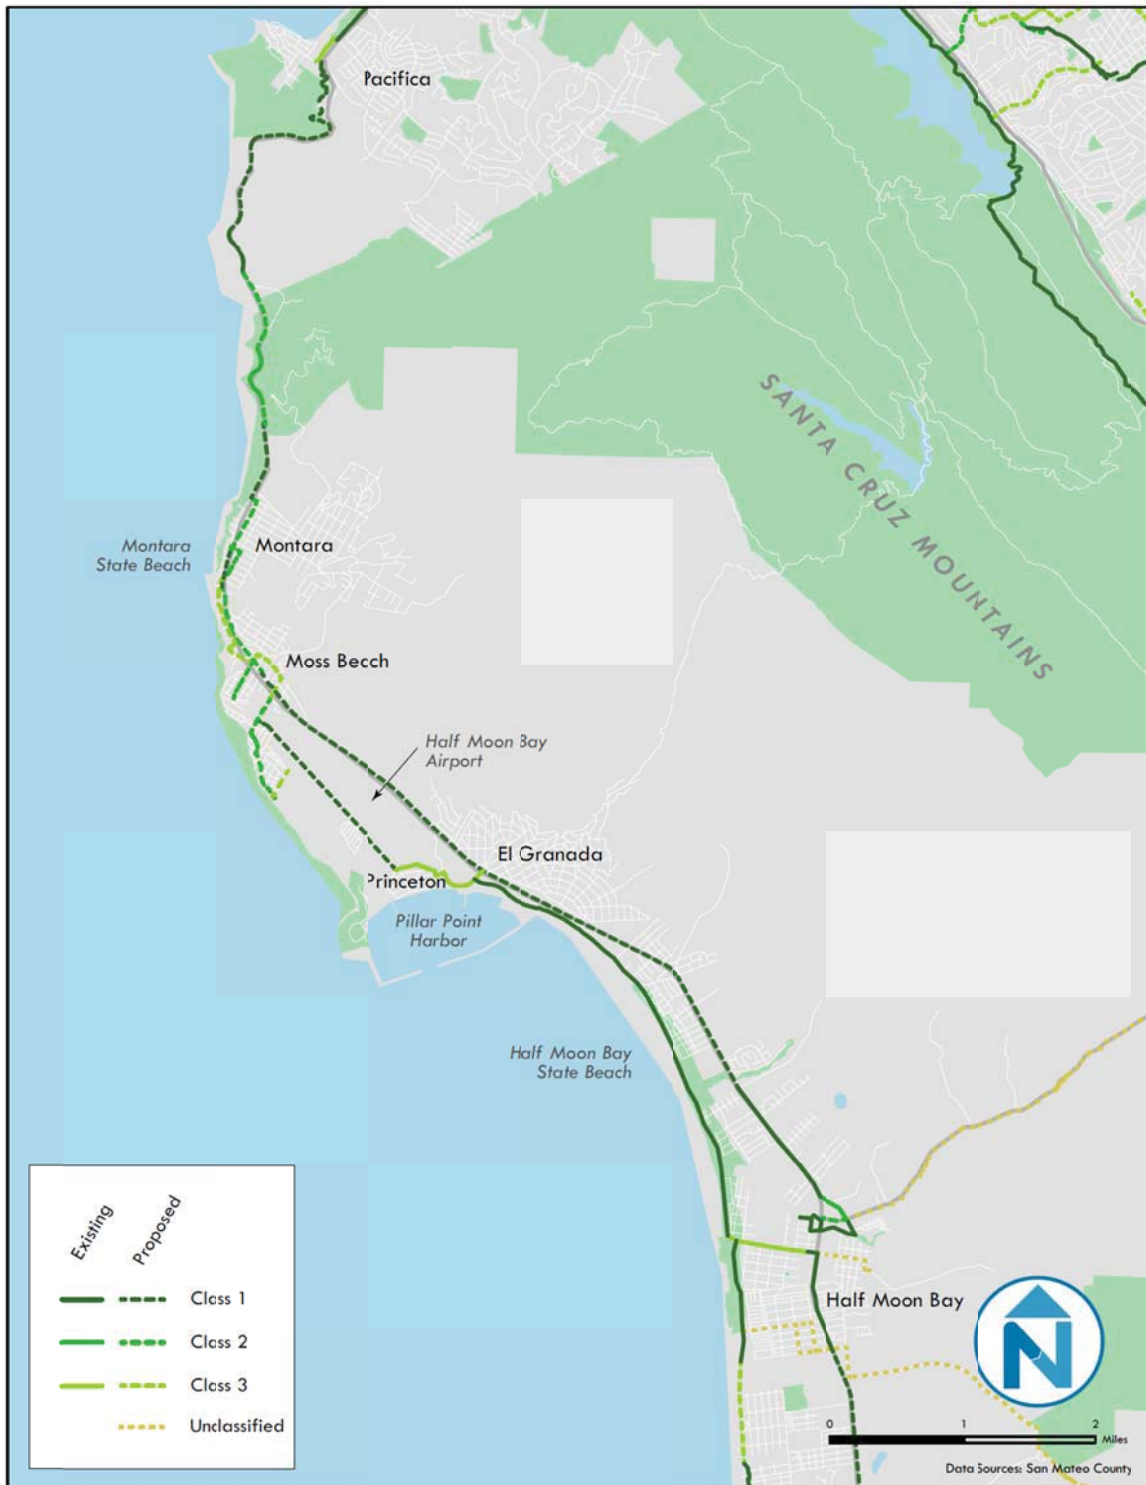 Pacifica
SANTA CRUZ MOUNTAINS
Montara
State Beach
Montara
Moss Becch
Half Moon Bay
Airport
El Granada
Princeton
Pillar Point
Harbor
Half Moon Bay
State Beach
Existing
Proposed
Class 1
Class 2
Class 3
Unclassified
Half Moon Bay
N
0 1 2
Miles
Data Sources: San Mateo County